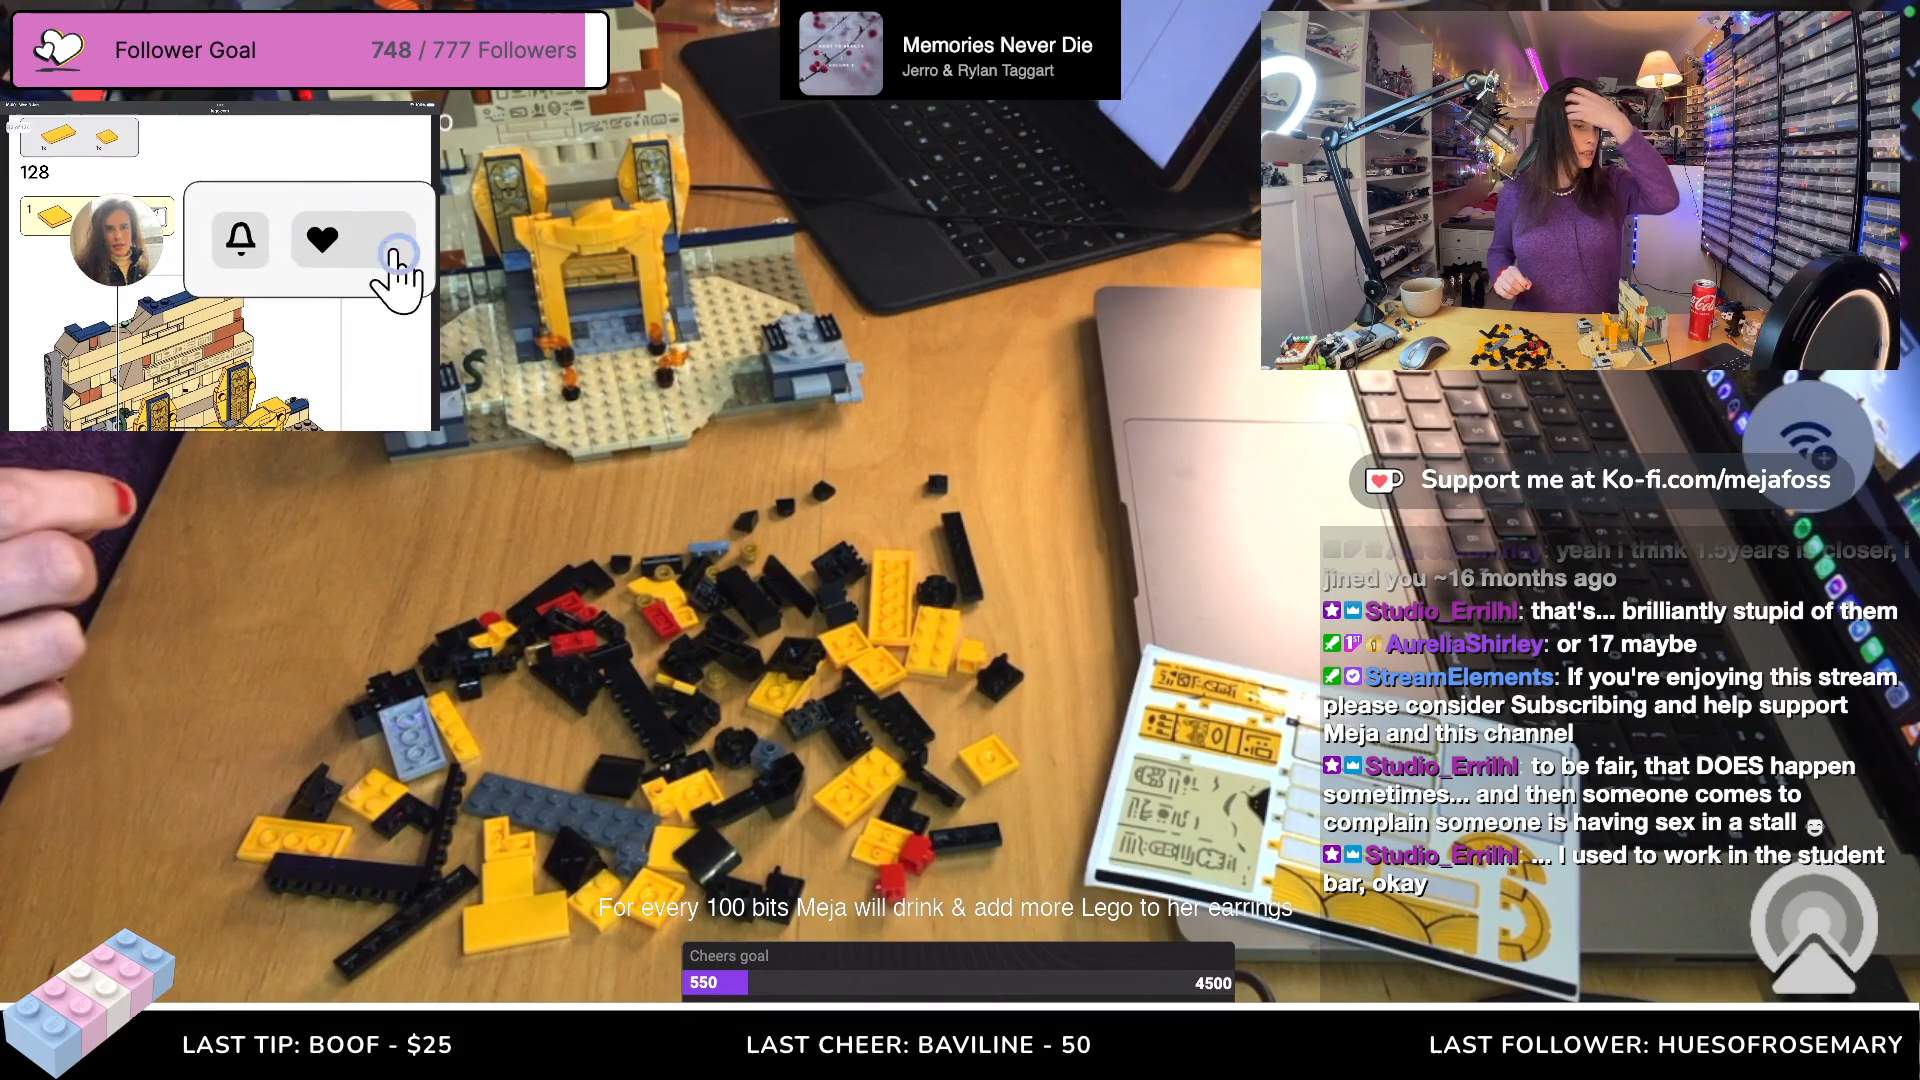 Follower Goal 748 / 777 Followers
Memories Never Die
Jerro & Rylan Taggart
128
1x 1x
1
Support me at Ko-fi.com/mejafoss
yeah i think 1.5years is closer, i
jined you ~16 months ago
Studio_Errilhl: that's... brilliantly stupid of them
AureliaShirley: or 17 maybe
StreamElements: If you're enjoying this stream
please consider Subscribing and help support
Meja and this channel
Studio_Errilhl: to be fair, that DOES happen
sometimes... and then someone comes to
complain someone is having sex in a stall
Studio_Errilhl: ... I used to work in the student
bar, okay
For every 100 bits Meja will drink & add more Lego to her earrings
Cheers goal
550 4500
LAST TIP: BOOF - $25
LAST CHEER: BAVILINE - 50
LAST FOLLOWER: HUESOFROSEMARY